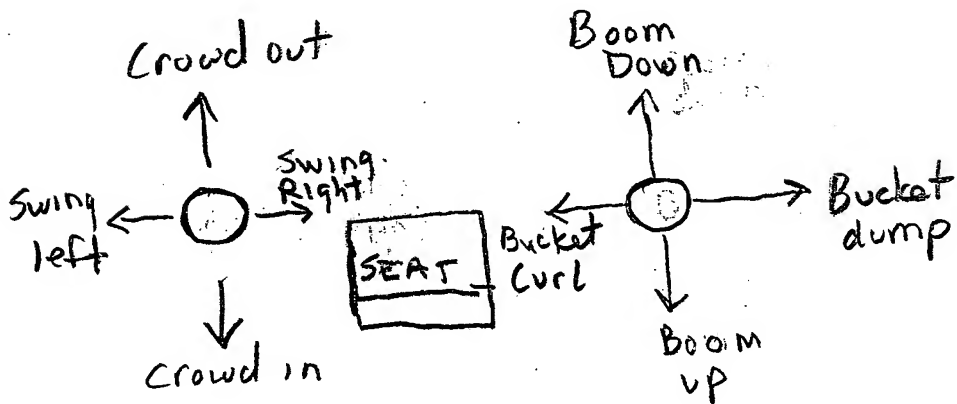 Crowd out
Swing
left
Swing
Right
Crowd in
SEAT
Boom
Down
Bucket
Curl
Bucket
dump
Boom
up